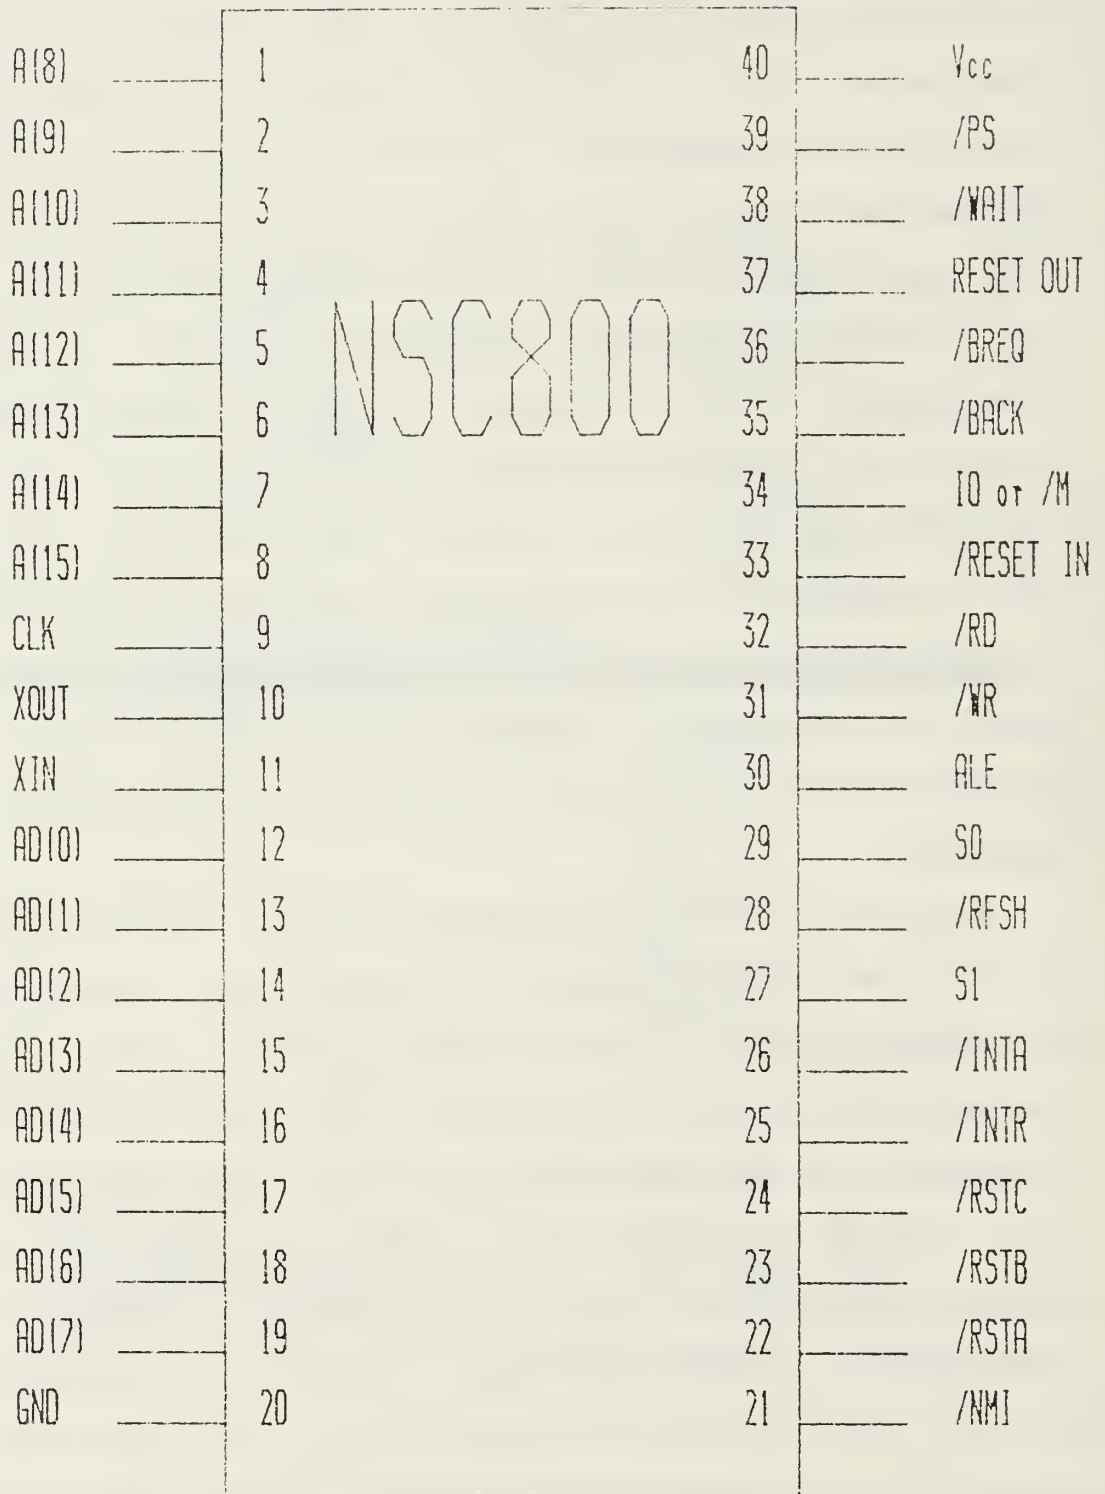 A(8) 1 40 Vcc
A(9) 2 39 /PS
A(10) 3 38 /WAIT
A(11) 4 37 RESET OUT
NSC800
A(12) 5 36 /BREQ
A(13) 6 35 /BACK
A(14) 7 34 IO or /M
A(15) 8 33 /RESET IN
CLK 9 32 /RD
XOUT 10 31 /WR
XIN 11 30 ALE
AD(0) 12 29 S0
AD(1) 13 28 /RFSH
AD(2) 14 27 S1
AD(3) 15 26 /INTA
AD(4) 16 25 /INTR
AD(5) 17 24 /RSTC
AD(6) 18 23 /RSTB
AD(7) 19 22 /RSTA
GND 20 21 /NMI